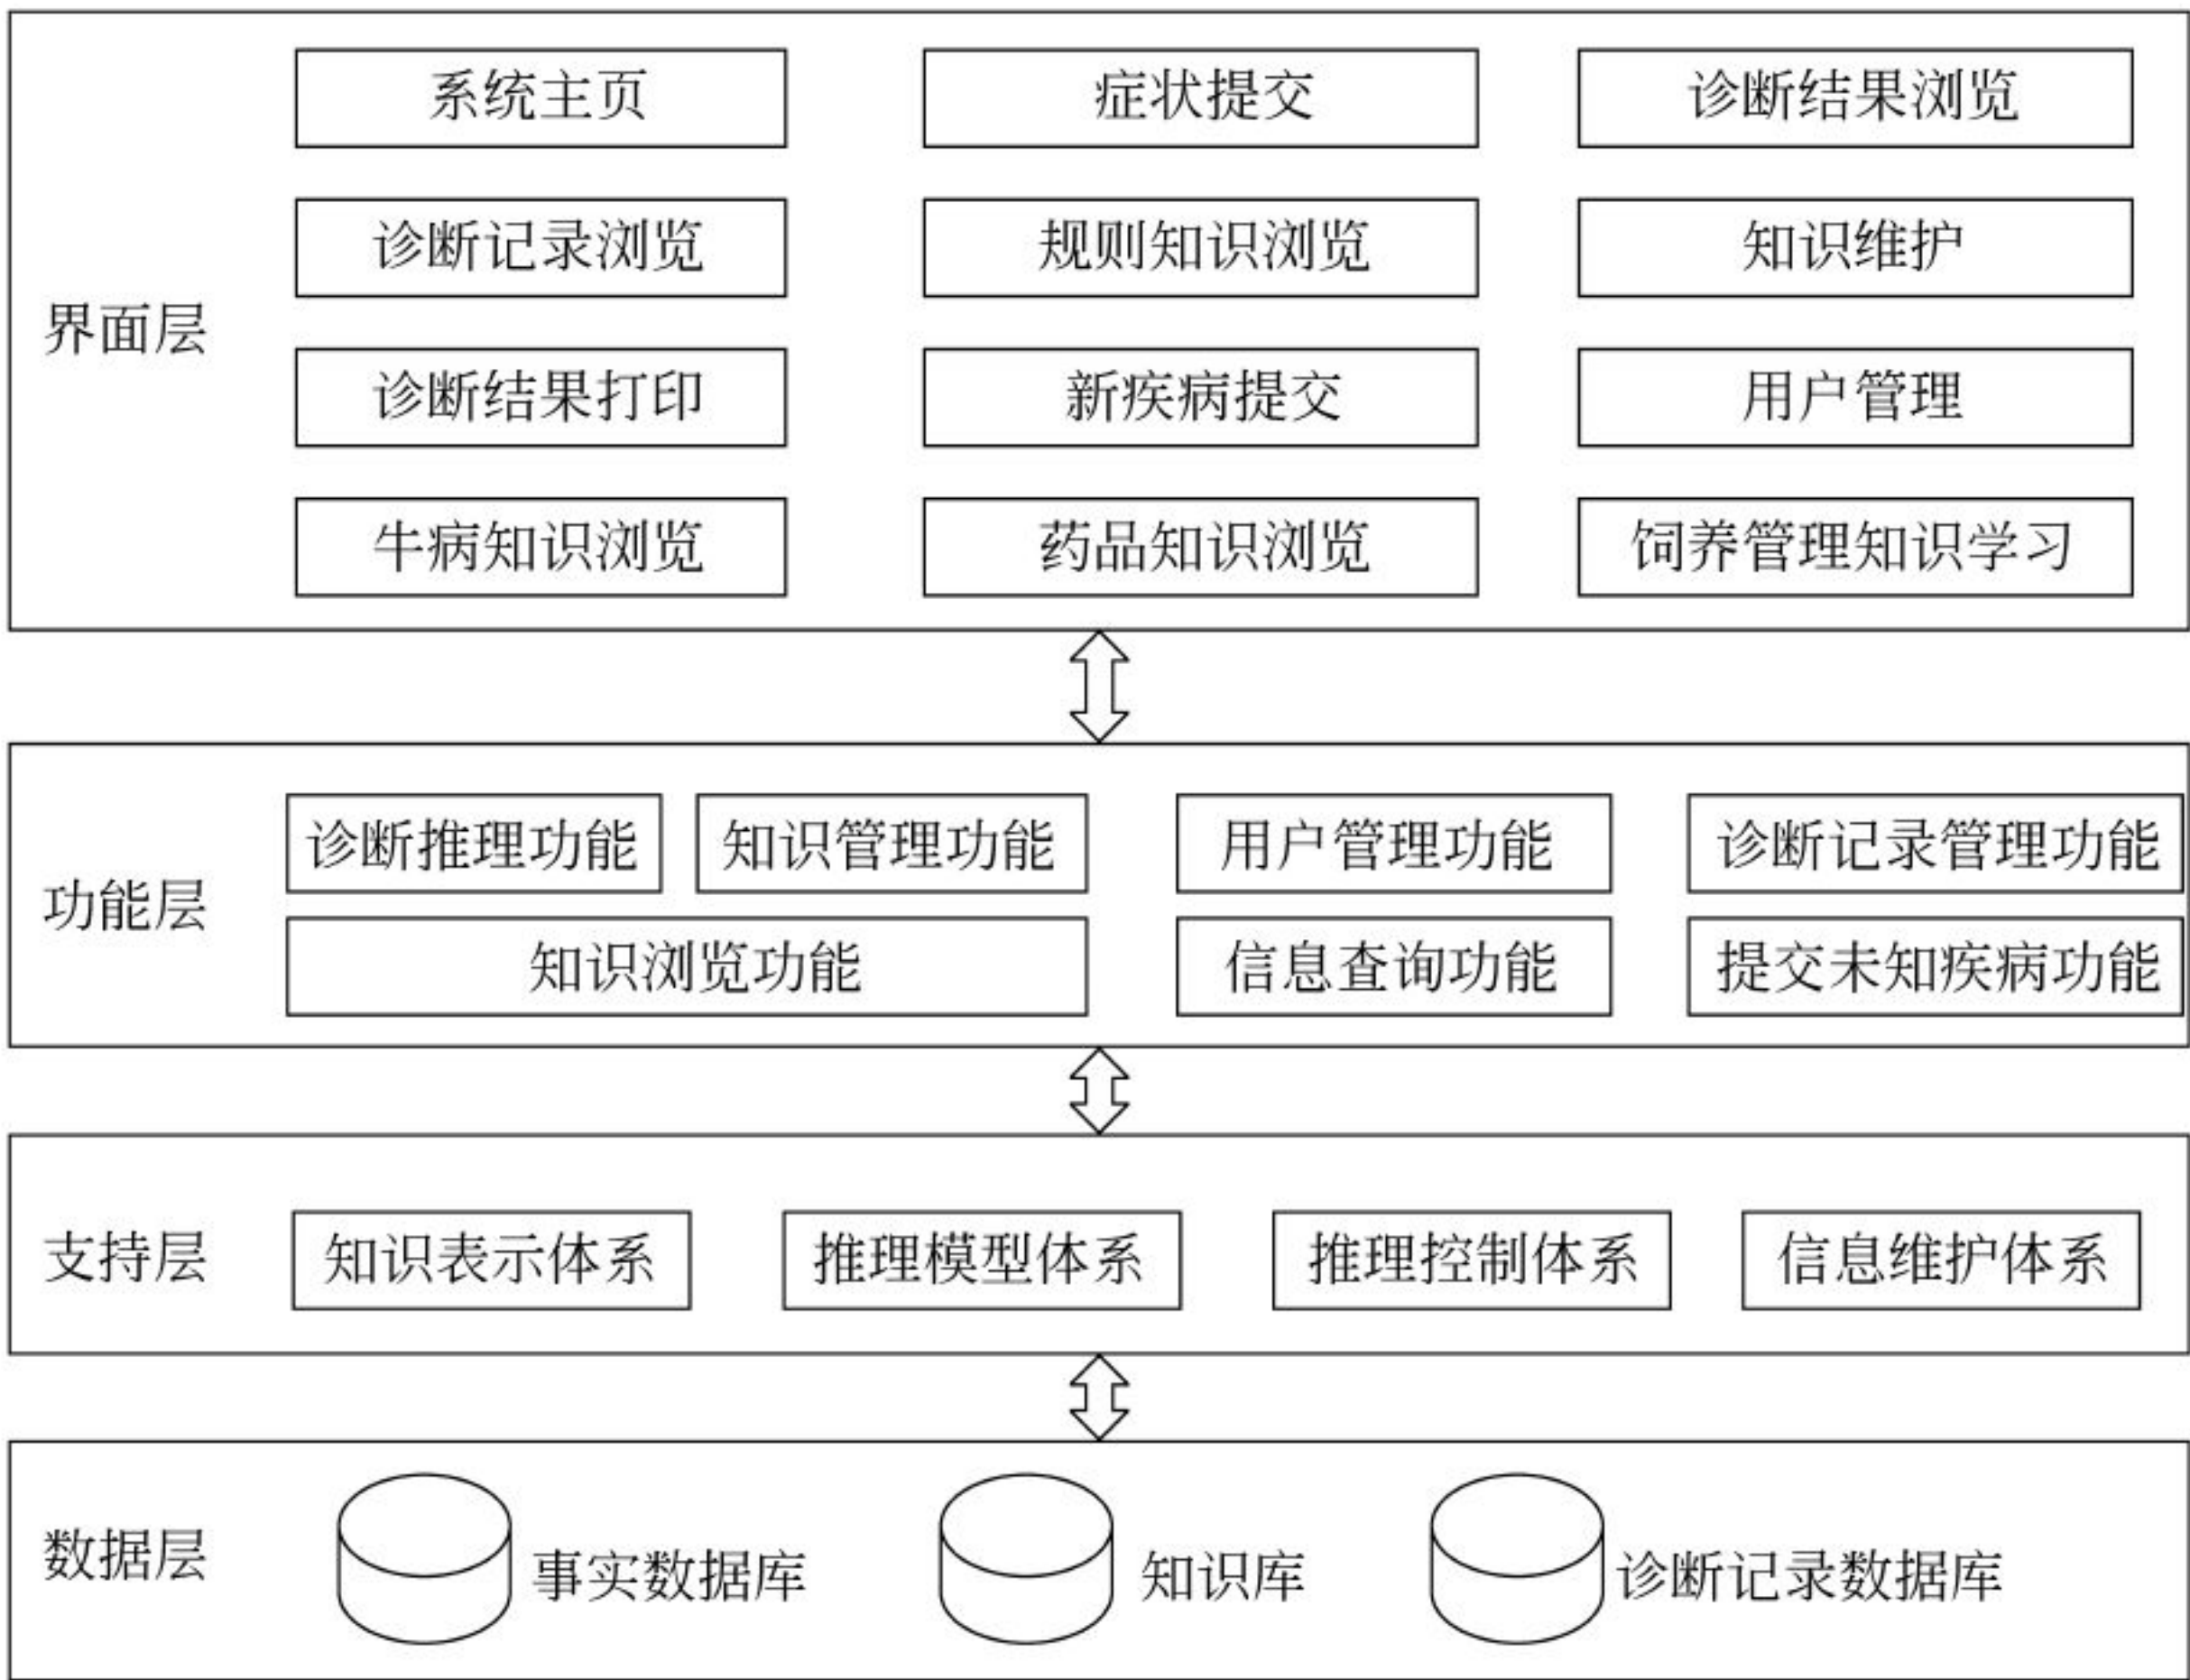 系统主页
症状提交
诊断结果浏览
诊断记录浏览
规则知识浏览
知识维护
界面层
诊断结果打印
新疾病提交
用户管理
牛病知识浏览
药品知识浏览
饲养管理知识学习
诊断推理功能
知识管理功能
用户管理功能
诊断记录管理功能
功能层
知识浏览功能
信息查询功能
提交未知疾病功能
支持层
知识表示体系
推理模型体系
推理控制体系
信息维护体系
数据层
事实数据库
知识库
诊断记录数据库